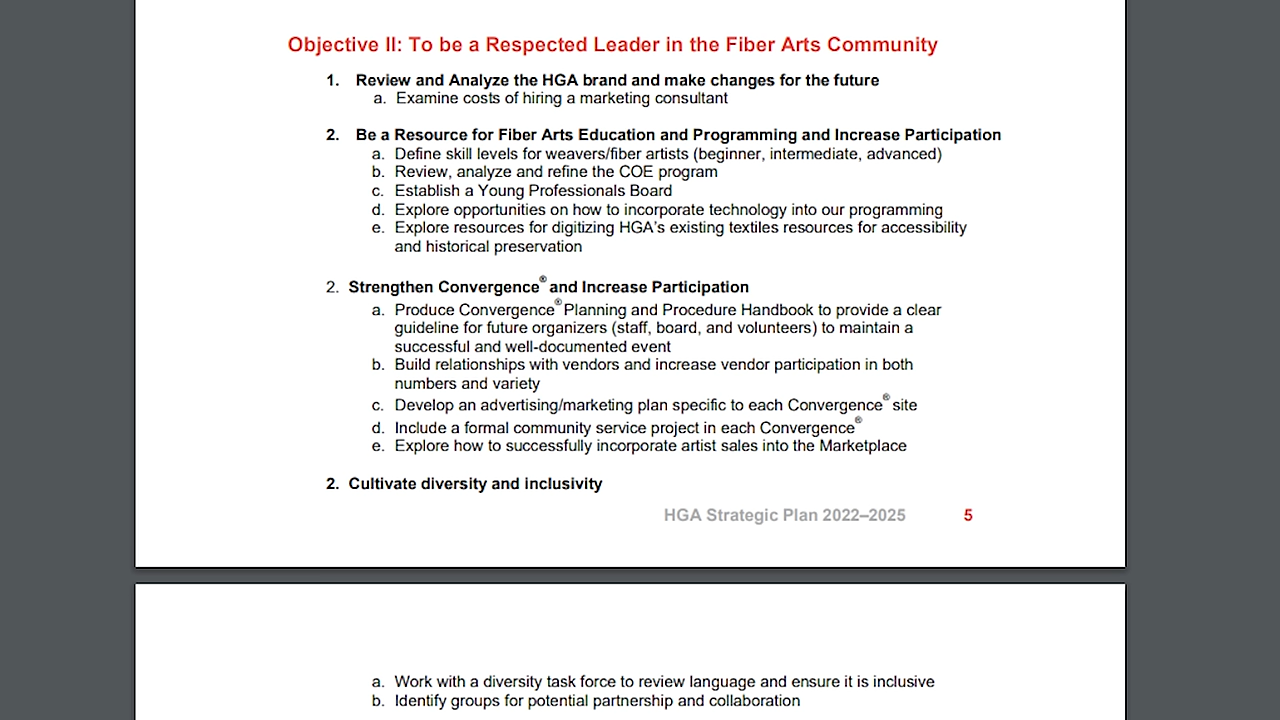 Objective II: To be a Respected Leader in the Fiber Arts Community
1. Review and Analyze the HGA brand and make changes for the future
a. Examine costs of hiring a marketing consultant
2. Be a Resource for Fiber Arts Education and Programming and Increase Participation
a. Define skill levels for weavers/fiber artists (beginner, intermediate, advanced)
b. Review, analyze and refine the COE program
c. Establish a Young Professionals Board
d. Explore opportunities on how to incorporate technology into our programming
e. Explore resources for digitizing HGA's existing textiles resources for accessibility
and historical preservation
2. Strengthen Convergence® and Increase Participation
a. Produce Convergence® Planning and Procedure Handbook to provide a clear
guideline for future organizers (staff, board, and volunteers) to maintain a
successful and well-documented event
b. Build relationships with vendors and increase vendor participation in both
numbers and variety
c. Develop an advertising/marketing plan specific to each Convergence® site
d. Include a formal community service project in each Convergence®
e. Explore how to successfully incorporate artist sales into the Marketplace
2. Cultivate diversity and inclusivity
HGA Strategic Plan 2022–2025 5
a. Work with a diversity task force to review language and ensure it is inclusive
b. Identify groups for potential partnership and collaboration